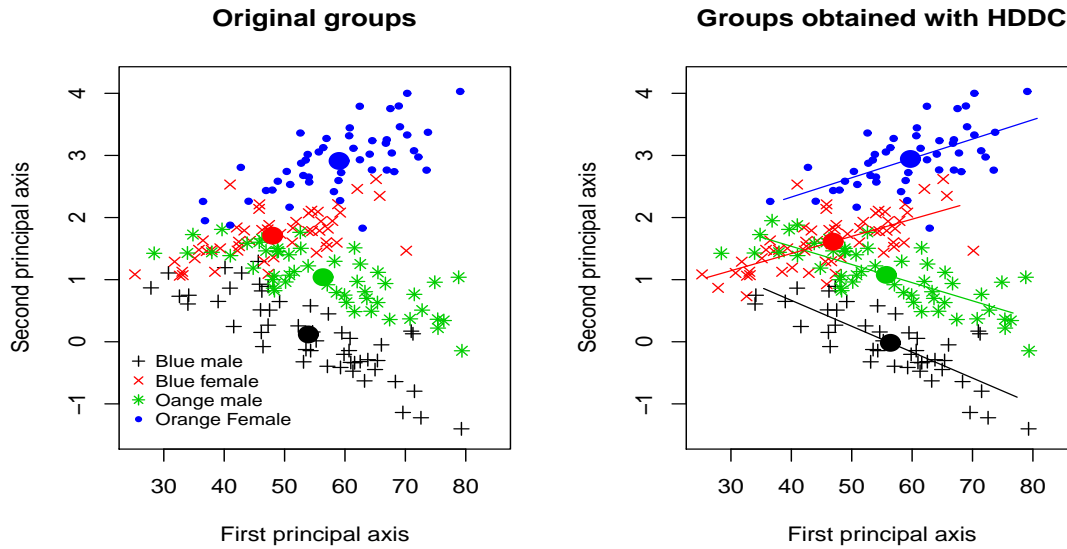 Original groups
Second principal axis
4
3
2
1
0
−1
Blue male
Blue female
Oange male
Orange Female
30 40 50 60 70 80
First principal axis
Groups obtained with HDDC
Second principal axis
4
3
2
1
0
−1
30 40 50 60 70 80
First principal axis